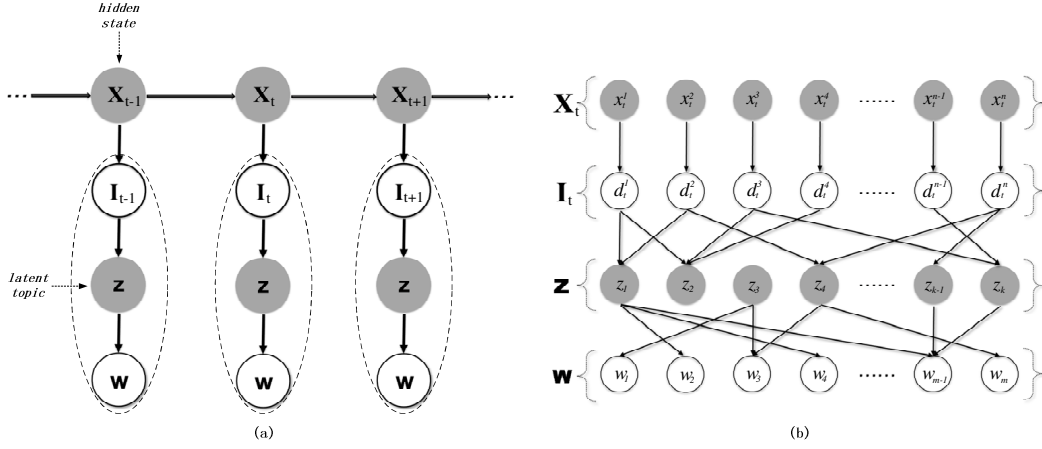 hidden
state
... X_{t-1} X_t X_{t+1} ...
I_{t-1} I_t I_{t+1}
latent
topic
z z z
w w w
(a)
X_t x_t^1 x_t^2 x_t^3 x_t^4 ...... x_t^{n-1} x_t^n
I_t d_t^1 d_t^2 d_t^3 d_t^4 ...... d_t^{n-1} d_t^n
z z_1 z_2 z_3 z_4 ...... z_{k-1} z_k
w w_1 w_2 w_3 w_4 ...... w_{m-1} w_m
(b)